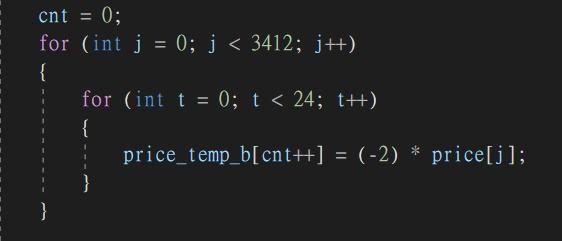 cnt = 0;
for (int j = 0; j < 3412; j++)
{
for (int t = 0; t < 24; t++)
{
price_temp_b[cnt++] = (-2) * price[j];
}
}